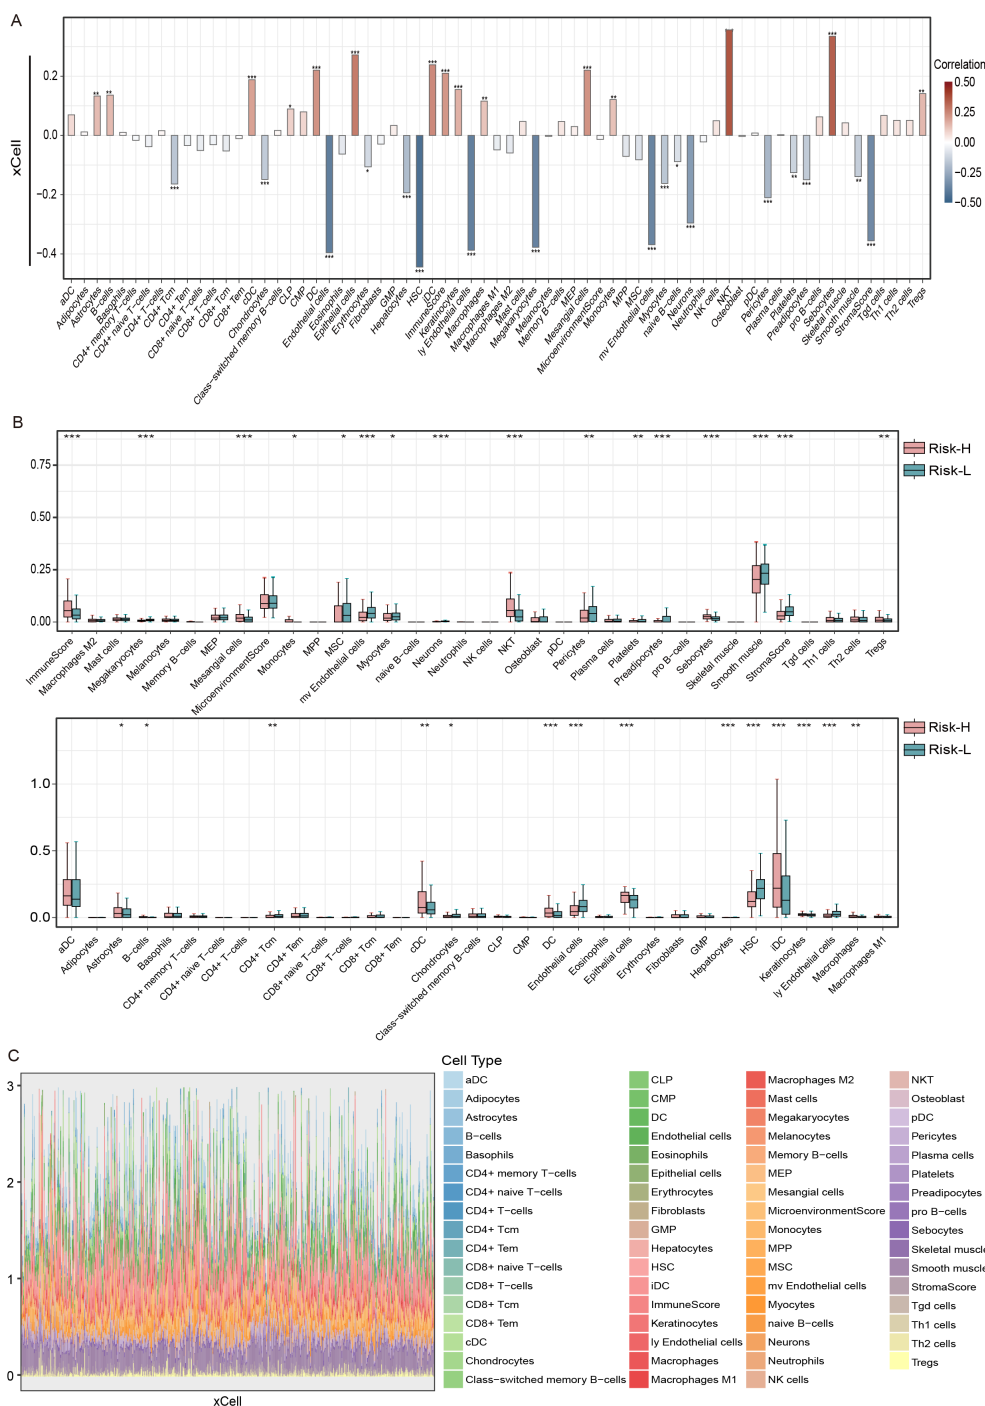 A
xCell
0.2
0.0
−0.2
−0.4
Correlation
0.50
0.25
0.00
−0.25
−0.50
aDC
Adipocytes
Astrocytes
B−cells
Basophils
CD4+ memory T−cells
CD4+ naive T−cells
CD4+ T−cells
CD4+ Tcm
CD4+ Tem
CD8+ naive T−cells
CD8+ T−cells
CD8+ Tcm
CD8+ Tem
cDC
Chondrocytes
Class−switched memory B−cells
CLP
CMP
DC
Endothelial cells
Eosinophils
Epithelial cells
Erythrocytes
Fibroblasts
GMP
Hepatocytes
HSC
iDC
ImmuneScore
Keratinocytes
ly Endothelial cells
Macrophages
Macrophages M1
Macrophages M2
Mast cells
Megakaryocytes
Melanocytes
Memory B−cells
MEP
Mesangial cells
MicroenvironmentScore
Monocytes
MPP
MSC
mv Endothelial cells
Myocytes
naive B−cells
Neurons
Neutrophils
NK cells
NKT
Osteoblast
pDC
Pericytes
Plasma cells
Platelets
Preadipocytes
pro B−cells
Sebocytes
Skeletal muscle
Smooth muscle
StromaScore
Tgd cells
Th1 cells
Th2 cells
Tregs
B
*** *** *** * * *** * *** *** ** ** *** *** *** *** **
0.75
0.50
0.25
0.00
Risk−H
Risk−L
ImmuneScore
Macrophages M2
Mast cells
Megakaryocytes
Melanocytes
Memory B−cells
MEP
Mesangial cells
MicroenvironmentScore
Monocytes
MPP
MSC
mv Endothelial cells
Myocytes
naive B−cells
Neurons
Neutrophils
NK cells
NKT
Osteoblast
pDC
Pericytes
Plasma cells
Platelets
Preadipocytes
pro B−cells
Sebocytes
Skeletal muscle
Smooth muscle
StromaScore
Tgd cells
Th1 cells
Th2 cells
Tregs
* * ** ** * *** *** *** *** *** *** *** *** **
1.0
0.5
0.0
Risk−H
Risk−L
aDC
Adipocytes
Astrocytes
B−cells
Basophils
CD4+ memory T−cells
CD4+ naive T−cells
CD4+ T−cells
CD4+ Tcm
CD4+ Tem
CD8+ naive T−cells
CD8+ T−cells
CD8+ Tcm
CD8+ Tem
cDC
Chondrocytes
Class−switched memory B−cells
CLP
CMP
DC
Endothelial cells
Eosinophils
Epithelial cells
Erythrocytes
Fibroblasts
GMP
Hepatocytes
HSC
iDC
Keratinocytes
ly Endothelial cells
Macrophages
Macrophages M1
C
3
2
1
0
xCell
Cell Type
aDC
Adipocytes
Astrocytes
B−cells
Basophils
CD4+ memory T−cells
CD4+ naive T−cells
CD4+ T−cells
CD4+ Tcm
CD4+ Tem
CD8+ naive T−cells
CD8+ T−cells
CD8+ Tcm
CD8+ Tem
cDC
Chondrocytes
Class−switched memory B−cells
CLP
CMP
DC
Endothelial cells
Eosinophils
Epithelial cells
Erythrocytes
Fibroblasts
GMP
Hepatocytes
HSC
iDC
ImmuneScore
Keratinocytes
ly Endothelial cells
Macrophages
Macrophages M1
Macrophages M2
Mast cells
Megakaryocytes
Melanocytes
Memory B−cells
MEP
Mesangial cells
MicroenvironmentScore
Monocytes
MPP
MSC
mv Endothelial cells
Myocytes
naive B−cells
Neurons
Neutrophils
NK cells
NKT
Osteoblast
pDC
Pericytes
Plasma cells
Platelets
Preadipocytes
pro B−cells
Sebocytes
Skeletal muscle
Smooth muscle
StromaScore
Tgd cells
Th1 cells
Th2 cells
Tregs